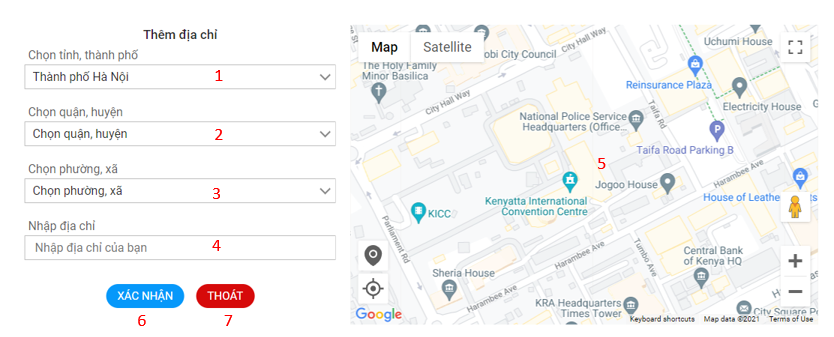 Thêm địa chỉ
Chọn tỉnh, thành phố
Thành phố Hà Nội 1
Chọn quận, huyện
Chọn quận, huyện 2
Chọn phường, xã
Chọn phường, xã 3
Nhập địa chỉ
Nhập địa chỉ của bạn 4
XÁC NHẬN THOÁT
6 7
Map Satellite
obi City Council
Uchumi House
The Holy Family
Minor Basilica
City Hall Way
City Hall Way
Reinsurance Plaza
Electricity House
National Police Service
Headquarters (Office...
Taifa Rd
Taifa Road Parking B
5
Harambee Ave
Jogoo House
House of Leather
Kenyatta International
Convention Centre
KICC
Parliament Rd
Harambee Ave
Tumbo Ave
Central Bank
of Kenya HQ
Sheria House
Harambee Ave
KRA Headquarters
Times Tower
City Square Po
Google
Keyboard shortcuts Map data ©2021 Terms of Use